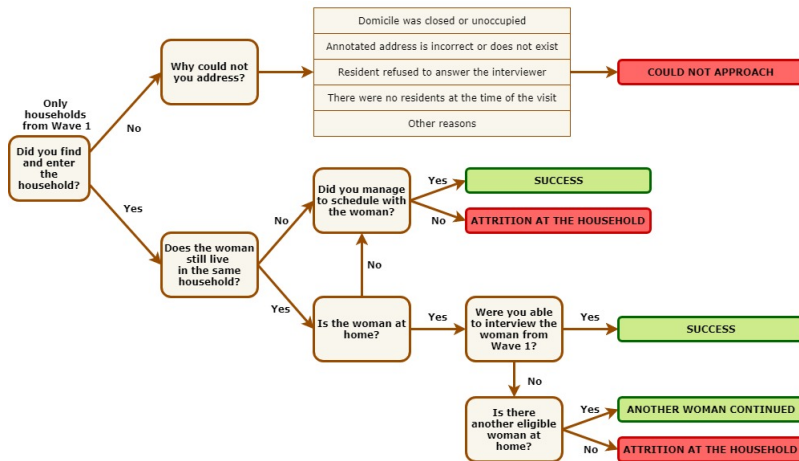 Domicile was closed or unoccupied
Annotated address is incorrect or does not exist
Why could not
you address?
Resident refused to answer the interviewer
COULD NOT APPROACH
There were no residents at the time of the visit
Other reasons
Only
households
from Wave 1
No
Did you find
and enter
the
household?
Yes
Did you manage
to schedule with
the woman?
Yes
SUCCESS
No
ATTRITION AT THE HOUSEHOLD
No
Does the woman
still live
in the same
household?
No
Yes
Is the woman at
home?
Yes
Were you able
to interview the
woman from
Wave 1?
Yes
SUCCESS
No
Is there
another eligible
woman at
home?
Yes
ANOTHER WOMAN CONTINUED
No
ATTRITION AT THE HOUSEHOLD